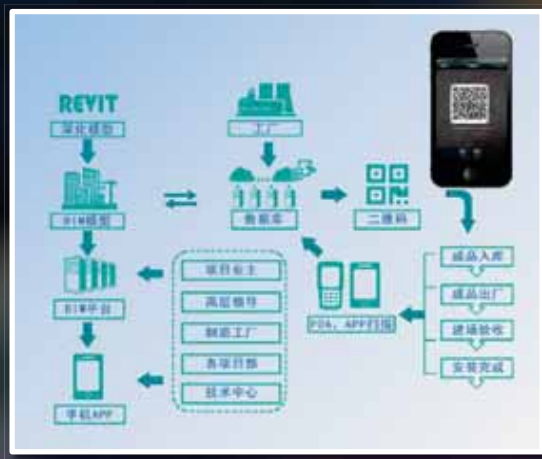 REVIT
深化模型
工厂
BIM模型
数据库
二维码
BIM平台
手机APP
项目业主
高层领导
制造工厂
各项目部
技术中心
PDA、APP扫描
成品入库
成品出厂
进场验收
安装完成